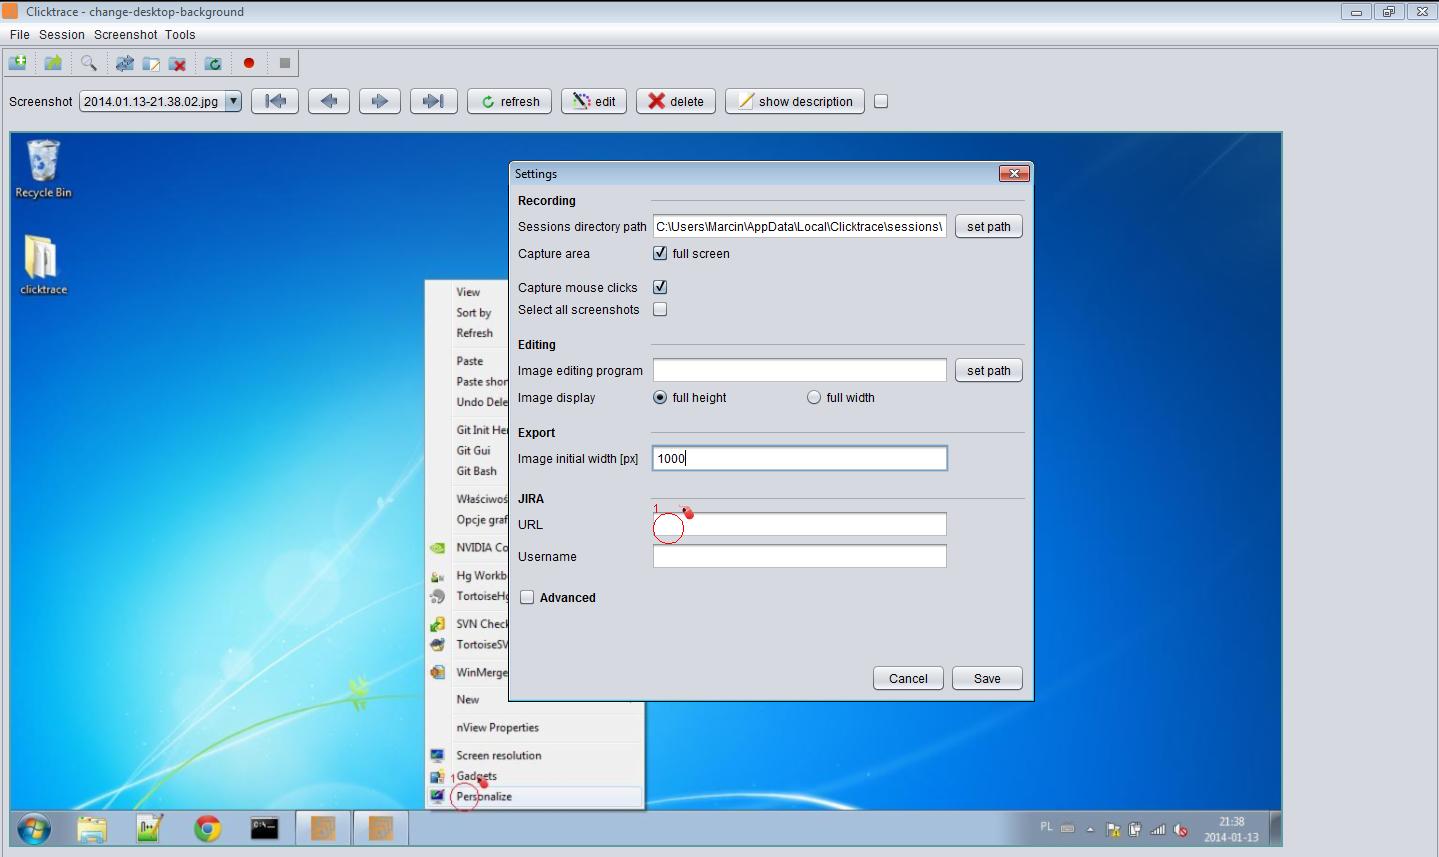 Clicktrace - change-desktop-background
File Session Screenshot Tools
Screenshot 2014.01.13-21.38.02.jpg refresh edit delete show description
Recycle Bin
clicktrace
View
Sort by
Refresh
Paste
Paste shor
Undo Dele
Git Init He
Git Gui
Git Bash
Właściwoś
Opcje graf
NVIDIA Co
Hg Workb
TortoiseHg
SVN Check
TortoiseSV
WinMerge
New
nView Properties
Screen resolution
1
Gadgets
Personalize
Settings
Recording
Sessions directory path C:\Users\Marcin\AppData\Local\Clicktrace\sessions\ set path
Capture area full screen
Capture mouse clicks
Select all screenshots
Editing
Image editing program set path
Image display full height full width
Export
Image initial width [px] 1000
JIRA
1
URL
Username
Advanced
Cancel Save
PL
21:38
2014-01-13